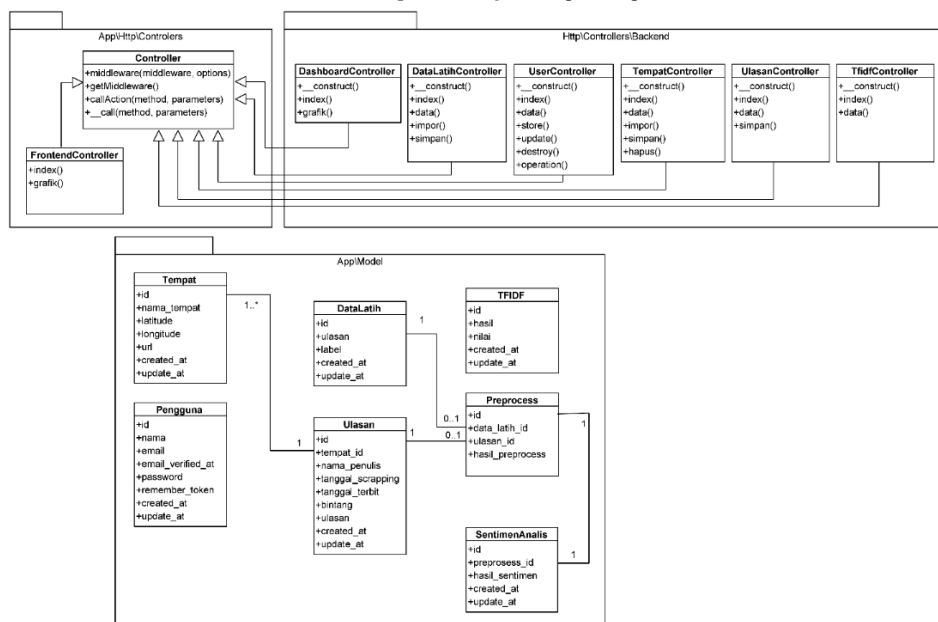 App\Http\Controlers
Controller
+middleware(middleware, options)
+getMiddleware()
+callAction(method, parameters)
+__call(method, parameters)
FrontendController
+index()
+grafik()
Http\Controllers\Backend
DashboardController
+__construct()
+index()
+grafik()
DataLatihController
+__construct()
+index()
+data()
+impor()
+simpan()
UserController
+__construct()
+index()
+data()
+store()
+update()
+destroy()
+operation()
TempatController
+__construct()
+index()
+data()
+impor()
+simpan()
+hapus()
UlasanController
+__construct()
+index()
+data()
+simpan()
TfidfController
+__construct()
+index()
+data()
App\Model
Tempat
+id
+nama_tempat
+latitude
+longitude
+url
+created_at
+update_at
1..*
DataLatih
+id
+ulasan
+label
+created_at
+update_at
1
TFIDF
+id
+hasil
+nilai
+created_at
+update_at
Pengguna
+id
+nama
+email
+email_verified_at
+password
+remember_token
+created_at
+update_at
1
Ulasan
+id
+tempat_id
+nama_penulis
+tanggal_scrapping
+tanggal_terbit
+bintang
+ulasan
+created_at
+update_at
1
0..1
0..1
Preprocess
+id
+data_latih_id
+ulasan_id
+hasil_preprocess
1
SentimenAnalis
+id
+preprosess_id
+hasil_sentimen
+created_at
+update_at
1